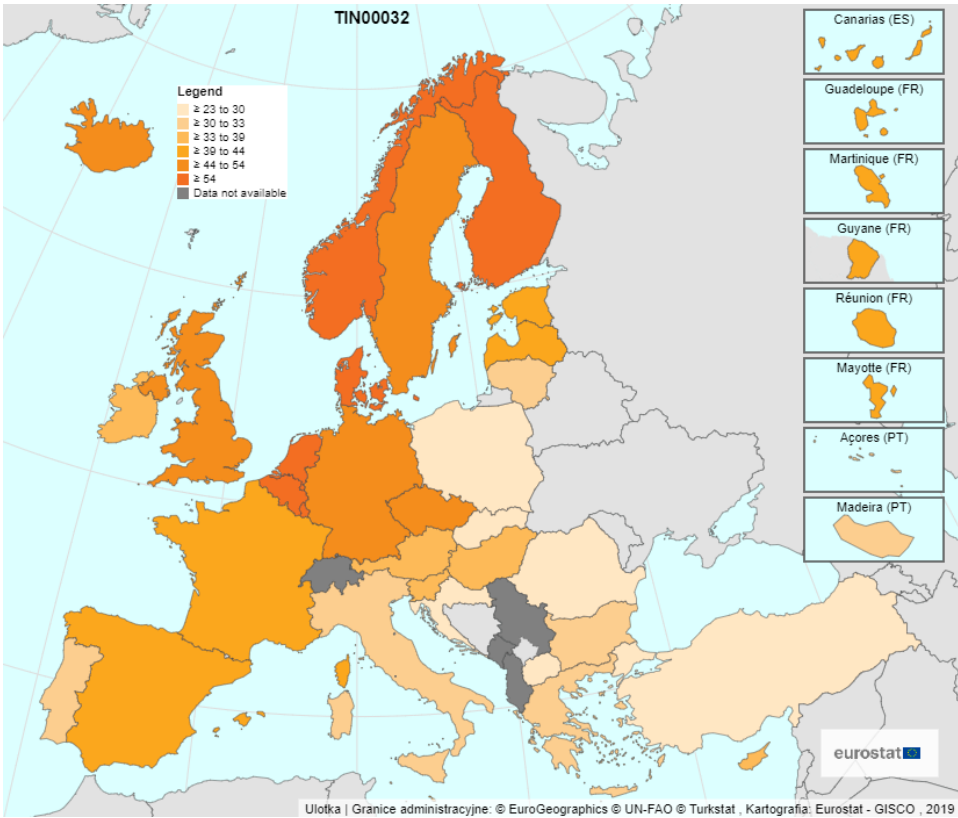 TIN00032
Legend
≥ 23 to 30
≥ 30 to 33
≥ 33 to 39
≥ 39 to 44
≥ 44 to 54
≥ 54
Data not available
Canarias (ES)
Guadeloupe (FR)
Martinique (FR)
Guyane (FR)
Réunion (FR)
Mayotte (FR)
Açores (PT)
Madeira (PT)
eurostat
Ulotka | Granice administracyjne: © EuroGeographics © UN-FAO © Turkstat , Kartografia: Eurostat - GISCO , 2019